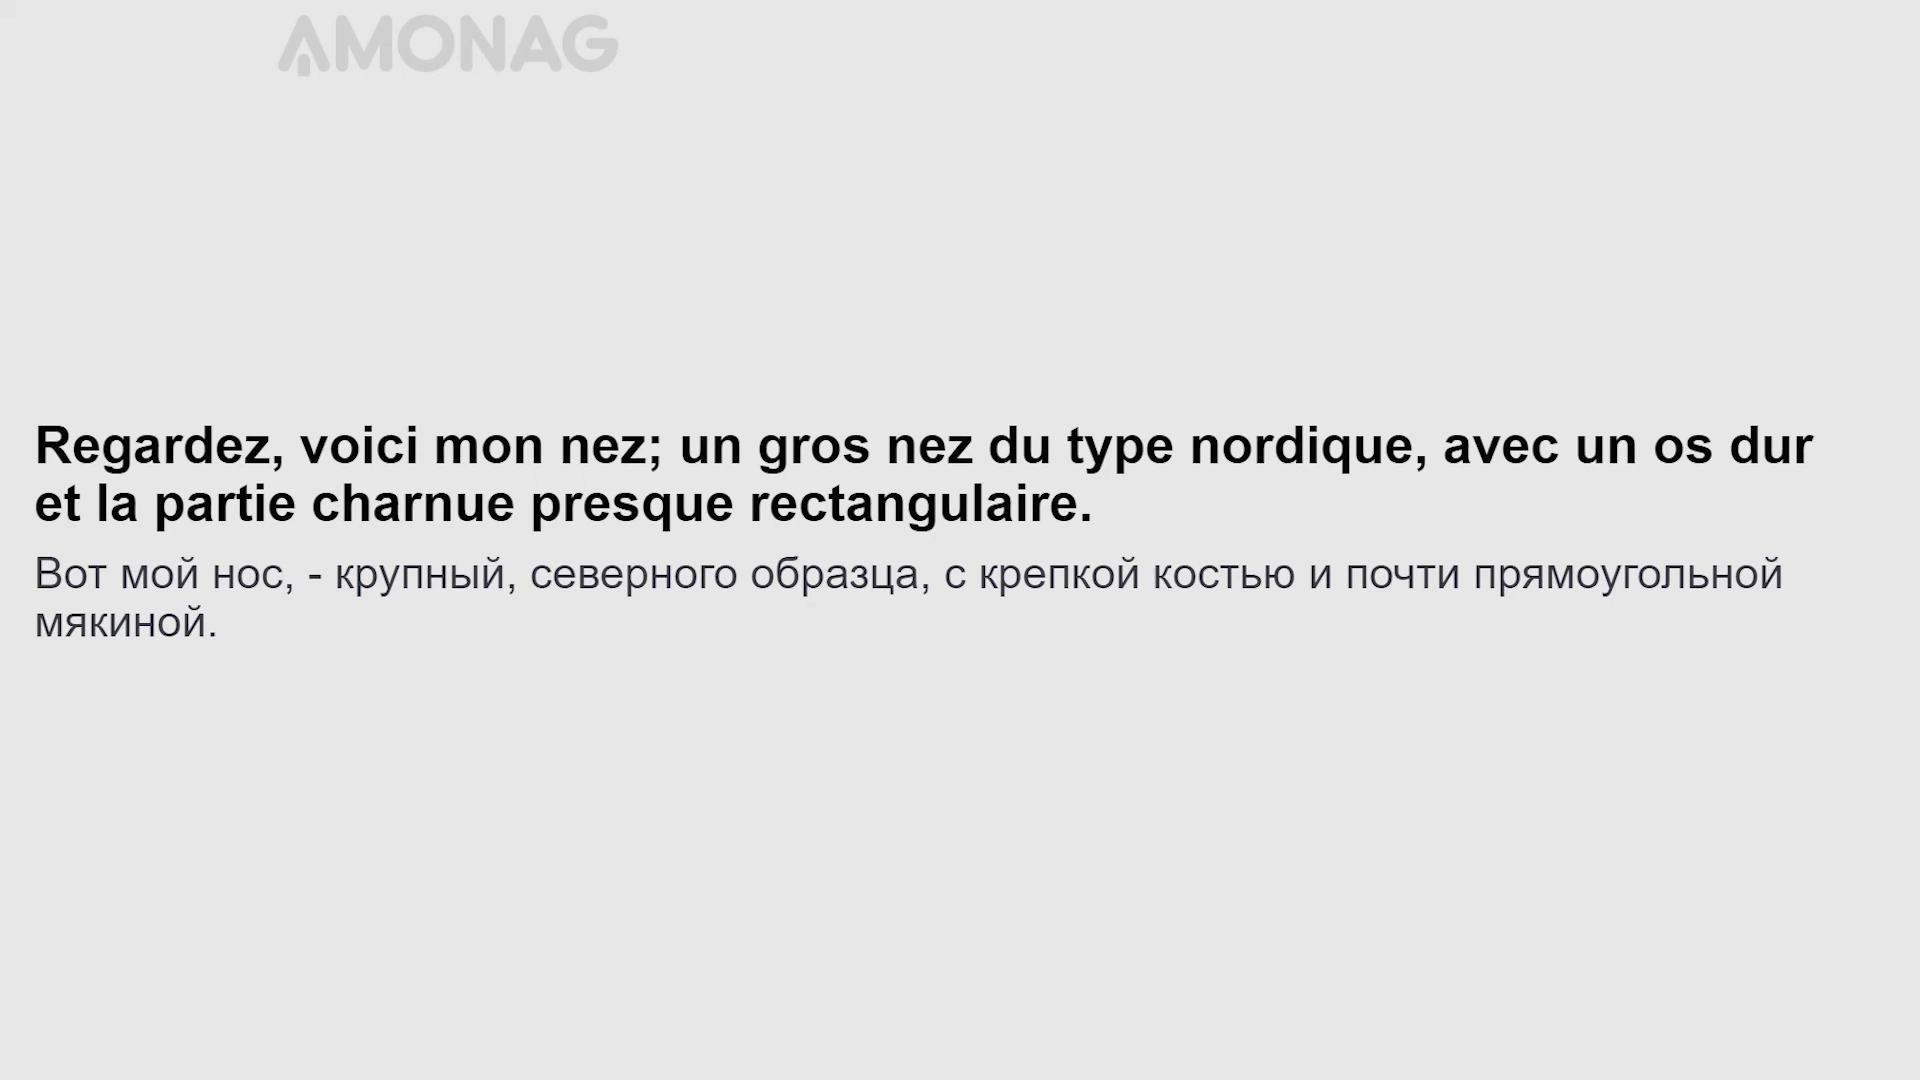 AMONAG
Regardez, voici mon nez; un gros nez du type nordique, avec un os dur
et la partie charnue presque rectangulaire.
Вот мой нос, - крупный, северного образца, с крепкой костью и почти прямоугольной
мякиной.